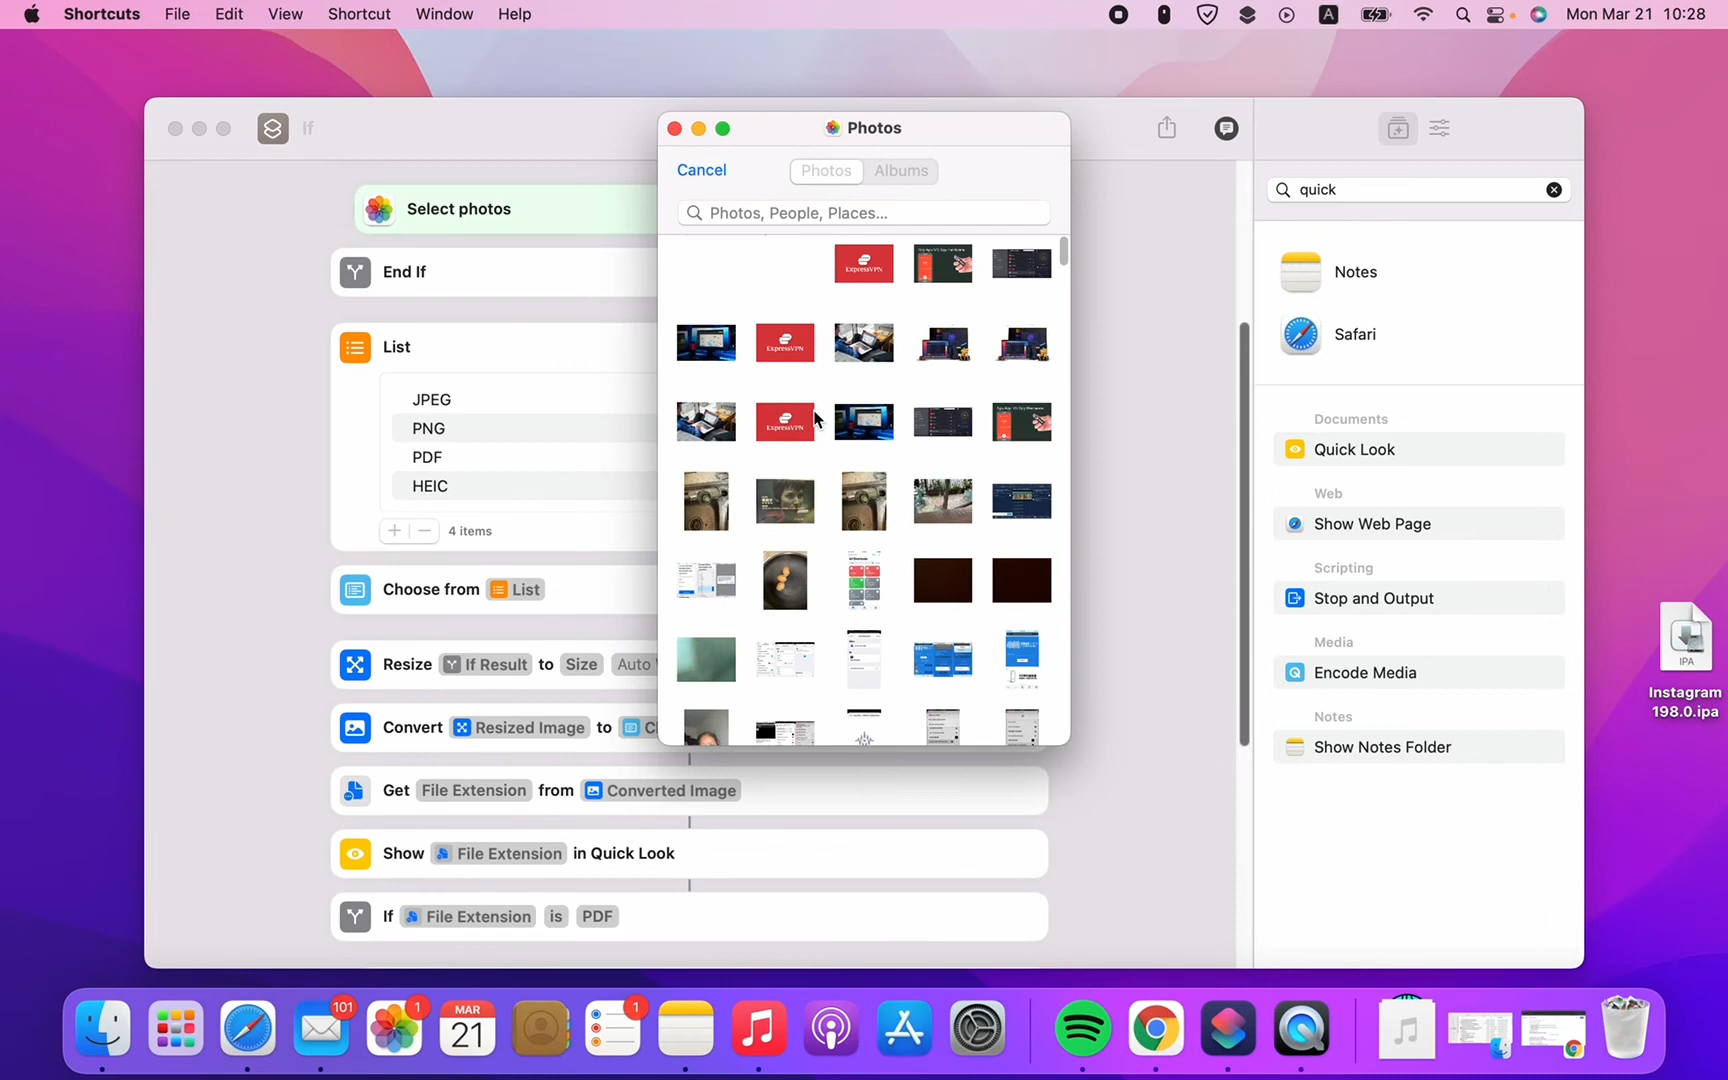 Shortcuts File Edit View Shortcut Window Help
A
Mon Mar 21 10:28
If
Photos
Cancel
Photos Albums
Photos, People, Places...
ExpressVPN
ExpressVPN
ExpressVPN
Select photos
End If
List
JPEG
PNG
PDF
HEIC
4 items
Choose from List
Resize If Result to Size Auto
Convert Resized Image to
Get File Extension from Converted Image
Show File Extension in Quick Look
If File Extension is PDF
quick
Notes
Safari
Documents
Quick Look
Web
Show Web Page
Scripting
Stop and Output
Media
Encode Media
Notes
Show Notes Folder
IPA
Instagram
198.0.ipa
101
1
MAR
21
1